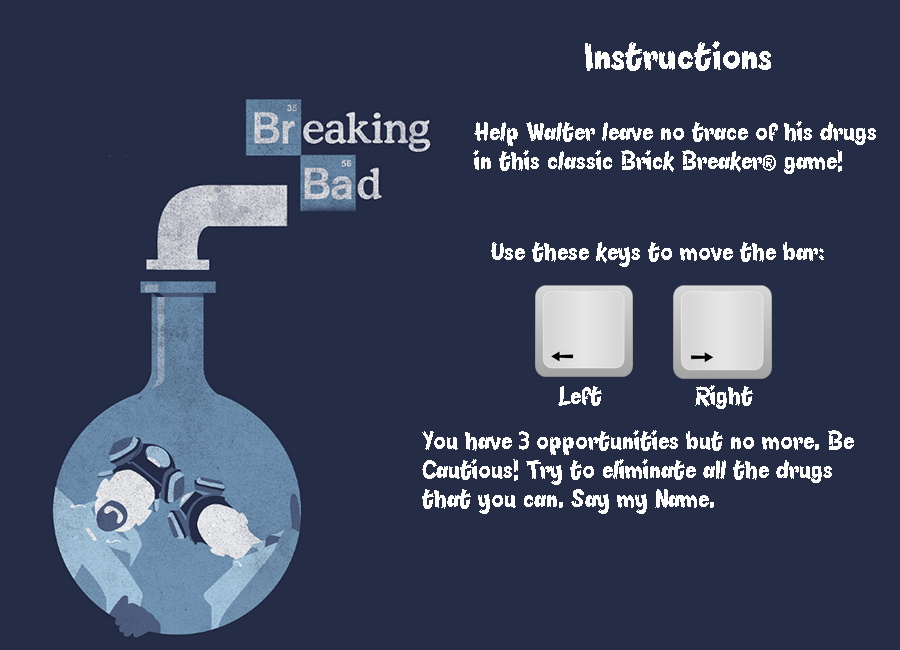 Instructions
35
Breaking
56
Bad
Help Walter leave no trace of his drugs
in this classic Brick Breaker® game!
Use these keys to move the bar:
← →
Left Right
You have 3 opportunities but no more. Be
Cautious! Try to eliminate all the drugs
that you can. Say my Name.